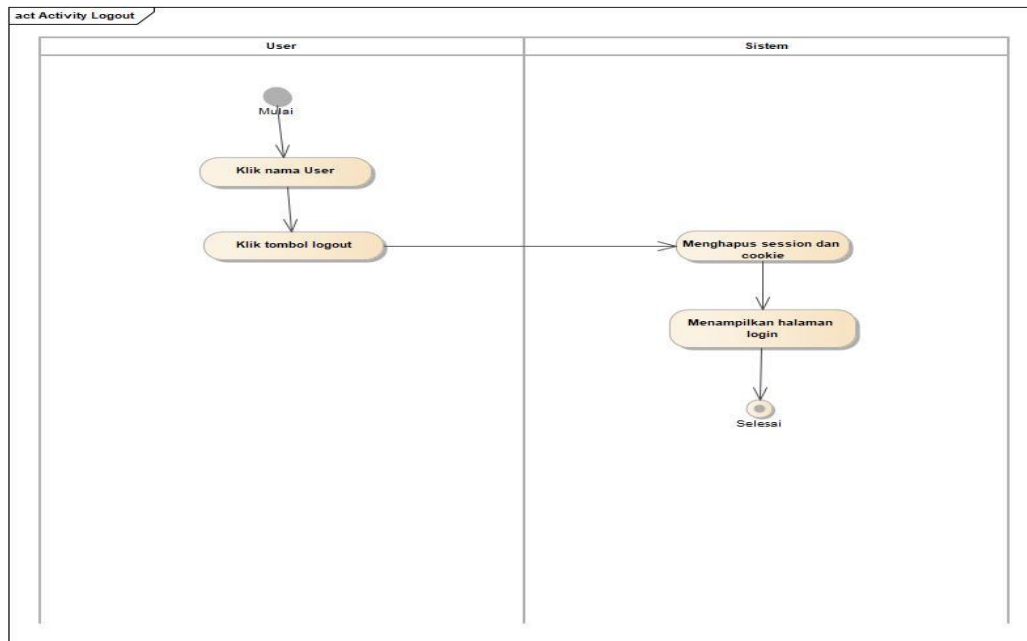 act Activity Logout
User
Sistem
Mulai
Klik nama User
Klik tombol logout
Menghapus session dan
cookie
Menampilkan halaman
login
Selesai